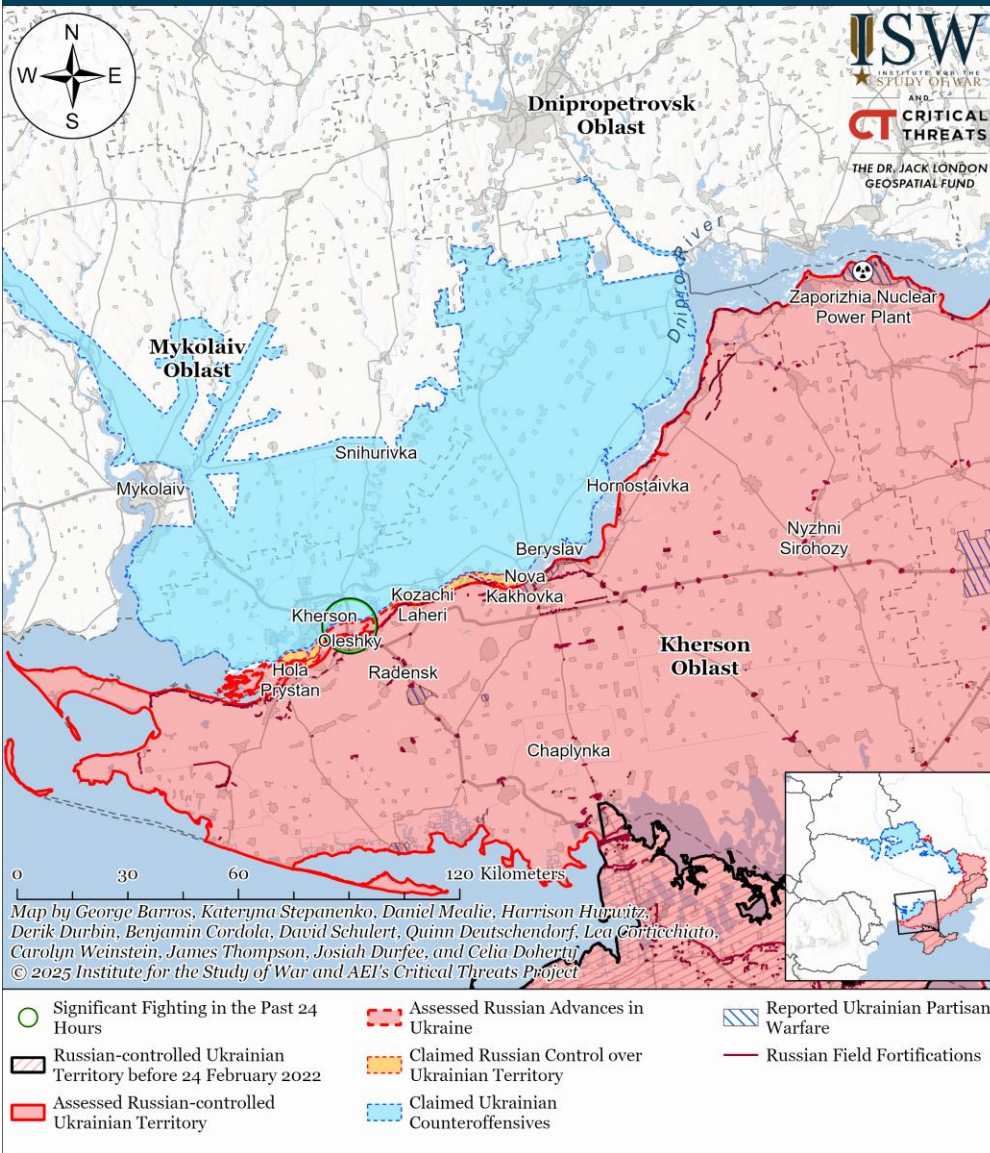 N
W E
S
ISW
INSTITUTE FOR THE
STUDY OF WAR
AND
CT CRITICAL
THREATS
THE DR. JACK LONDON
GEOSPATIAL FUND
Dnipropetrovsk
Oblast
Dnipro River
Zaporizhia Nuclear
Power Plant
Mykolaiv
Oblast
Snihurivka
Mykolaiv
Hornostaivka
Nyzhni
Sirohozy
Beryslav
Nova
Kakhovka
Kozachi
Laheri
Kherson
Oleshky
Kherson
Oblast
Hola
Prystan
Radensk
Chaplynka
0 30 60 120 Kilometers
Map by George Barros, Kateryna Stepanenko, Daniel Mealie, Harrison Hurwitz,
Derik Durbin, Benjamin Cordola, David Schulert, Quinn Deutschendorf, Lea Corticchiato,
Carolyn Weinstein, James Thompson, Josiah Durfee, and Celia Doherty
© 2025 Institute for the Study of War and AEI's Critical Threats Project
Significant Fighting in the Past 24
Hours
Russian-controlled Ukrainian
Territory before 24 February 2022
Assessed Russian-controlled
Ukrainian Territory
Assessed Russian Advances in
Ukraine
Claimed Russian Control over
Ukrainian Territory
Claimed Ukrainian
Counteroffensives
Reported Ukrainian Partisan
Warfare
Russian Field Fortifications